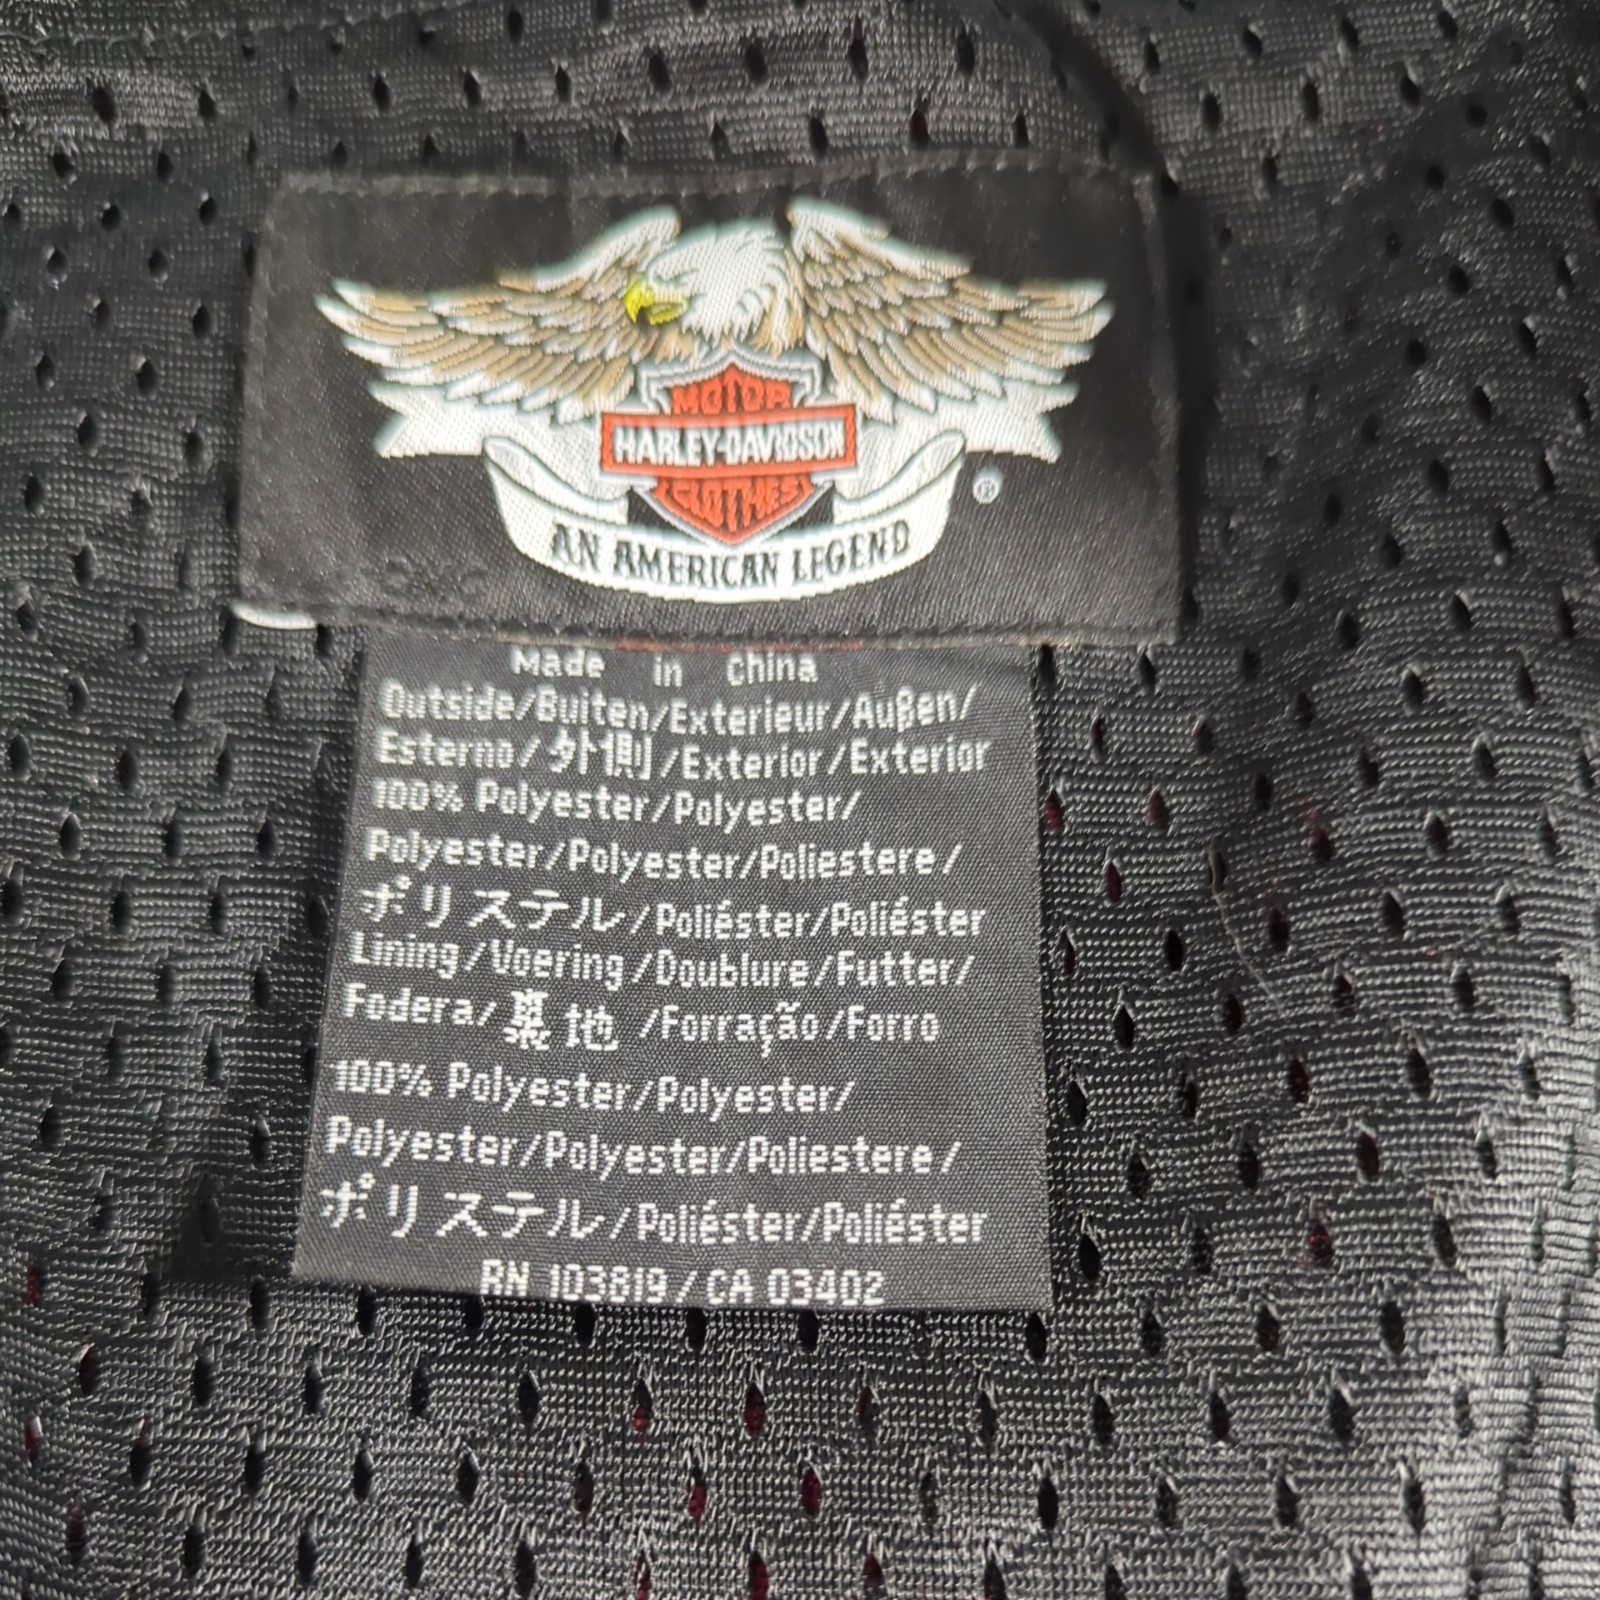 MOTOR
HARLEY-DAVIDSON
CLOTHES
®
AN AMERICAN LEGEND
Made in China
Outside/Buiten/Exterieur/Außen/
Esterno/外側/Exterior/Exterior
100% Polyester/Polyester/
Polyester/Polyester/Poliestere/
ポリステル/Poliéster/Poliéster
Lining/Voering/Doublure/Futter/
Fodera/裏地/Forração/Forro
100% Polyester/Polyester/
Polyester/Polyester/Poliestere/
ポリステル/Poliéster/Poliéster
RN 103819/CA 03402